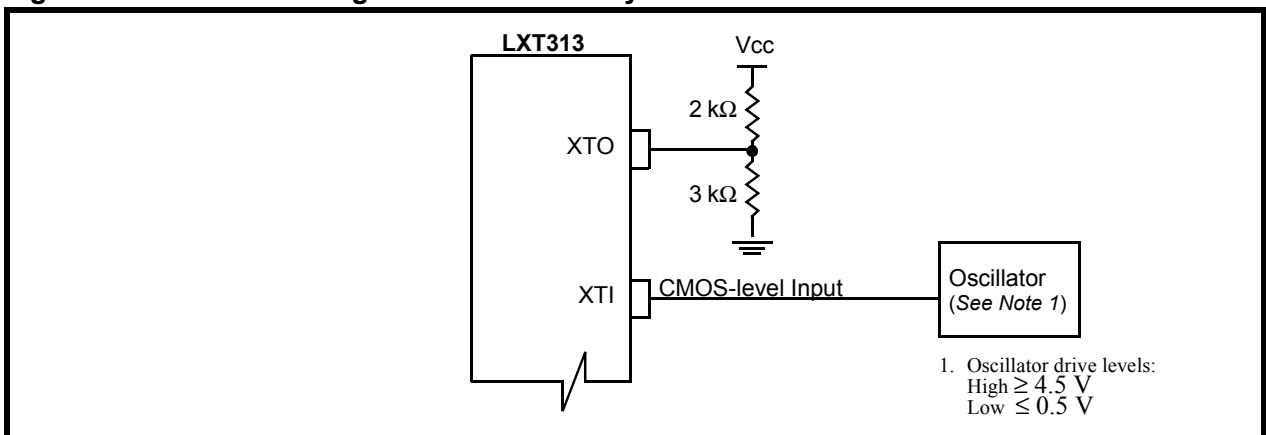 LXT313
Vcc
2 kΩ
XTO
3 kΩ
XTI
CMOS-level Input
Oscillator
(See Note 1)
1. Oscillator drive levels:
High ≥ 4.5 V
Low ≤ 0.5 V